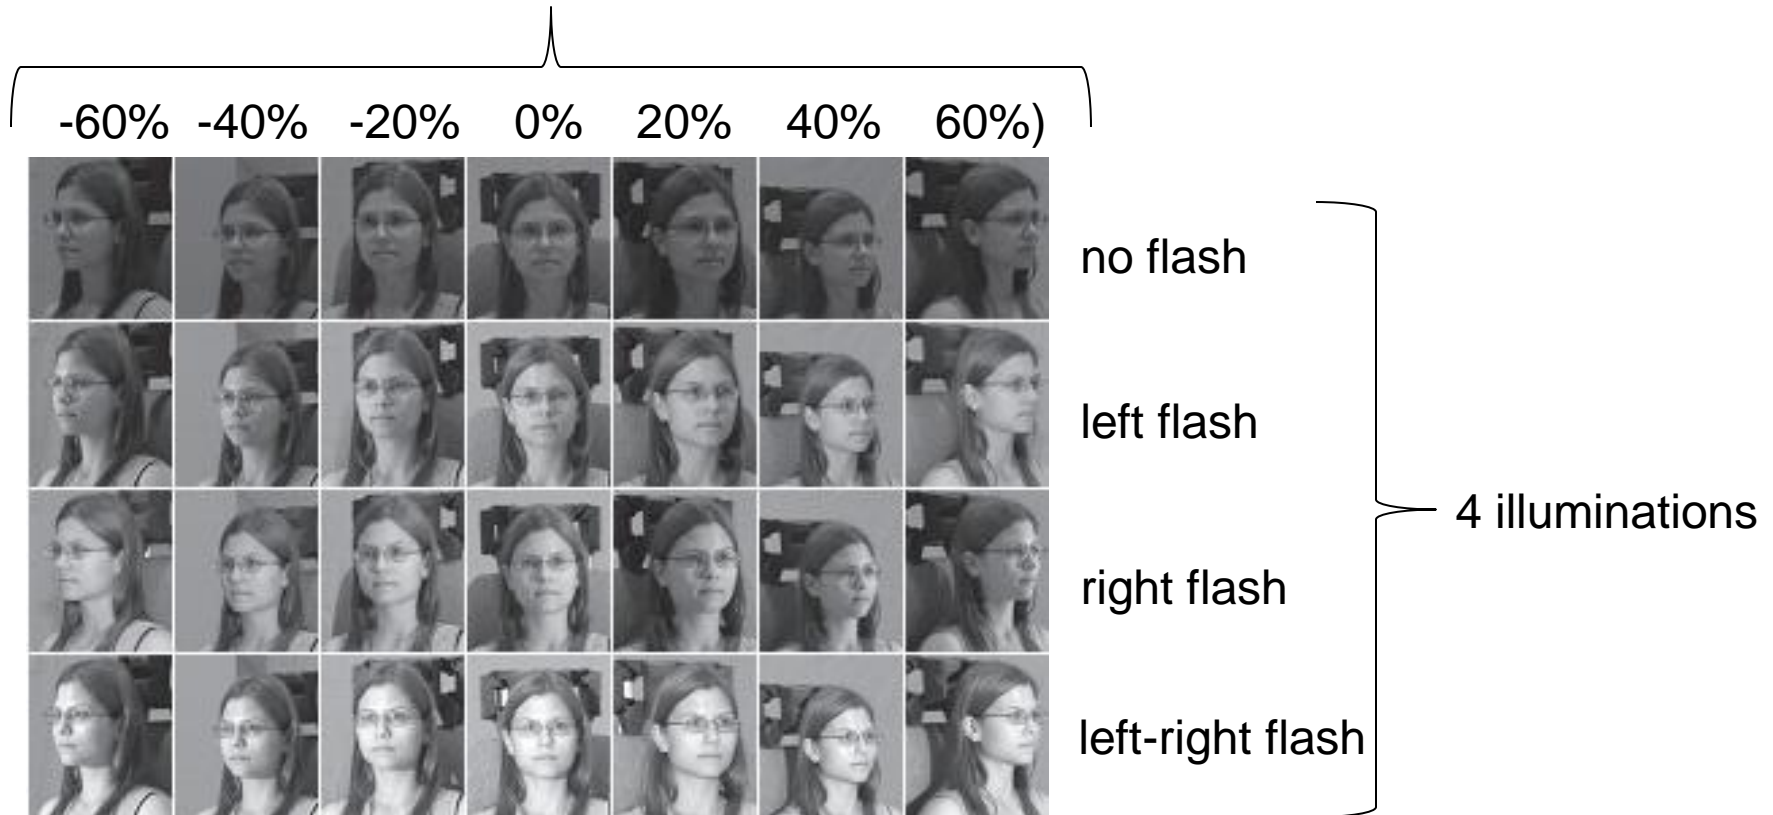 -60% -40% -20% 0% 20% 40% 60%)
no flash
left flash
4 illuminations
right flash
left-right flash